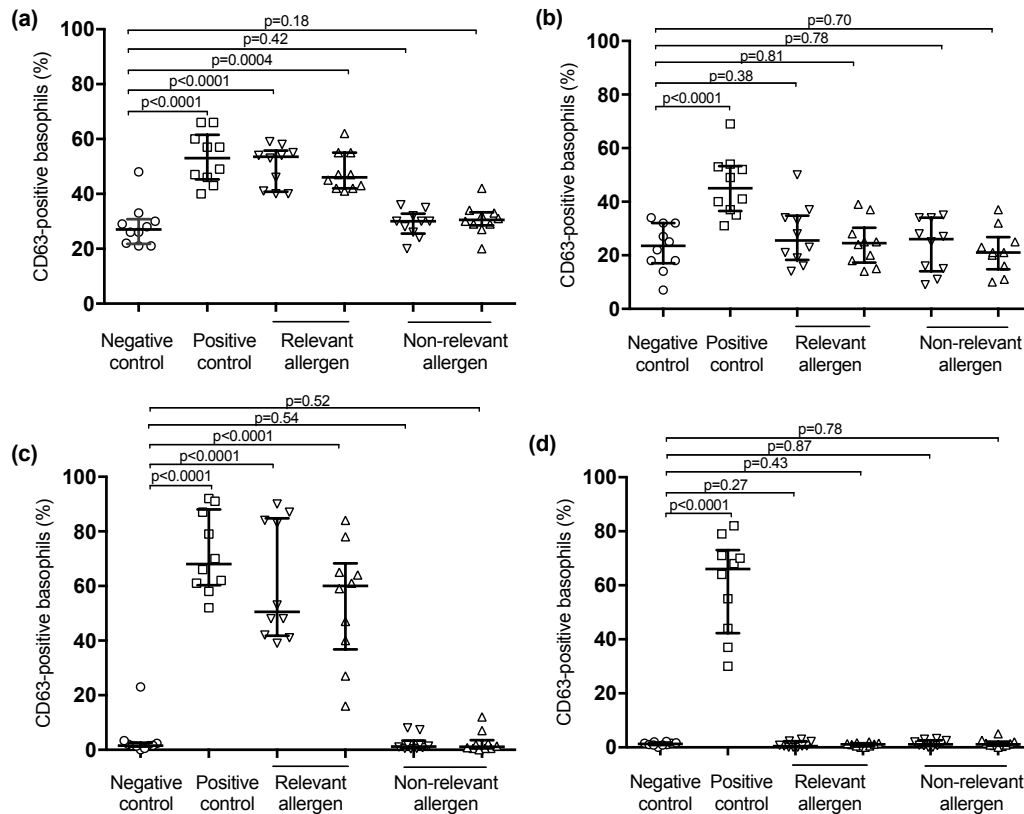 (a)
p=0.18
p=0.42
p=0.0004
p<0.0001
p<0.0001
CD63-positive basophils (%)
100
80
60
40
20
0
Negative
control
Positive
control
Relevant
allergen
Non-relevant
allergen
(b)
p=0.70
p=0.78
p=0.81
p=0.38
p<0.0001
CD63-positive basophils (%)
100
80
60
40
20
0
Negative
control
Positive
control
Relevant
allergen
Non-relevant
allergen
(c)
p=0.52
p=0.54
p<0.0001
p<0.0001
p<0.0001
CD63-positive basophils (%)
100
80
60
40
20
0
Negative
control
Positive
control
Relevant
allergen
Non-relevant
allergen
(d)
p=0.78
p=0.87
p=0.43
p=0.27
p<0.0001
CD63-positive basophils (%)
100
80
60
40
20
0
Negative
control
Positive
control
Relevant
allergen
Non-relevant
allergen